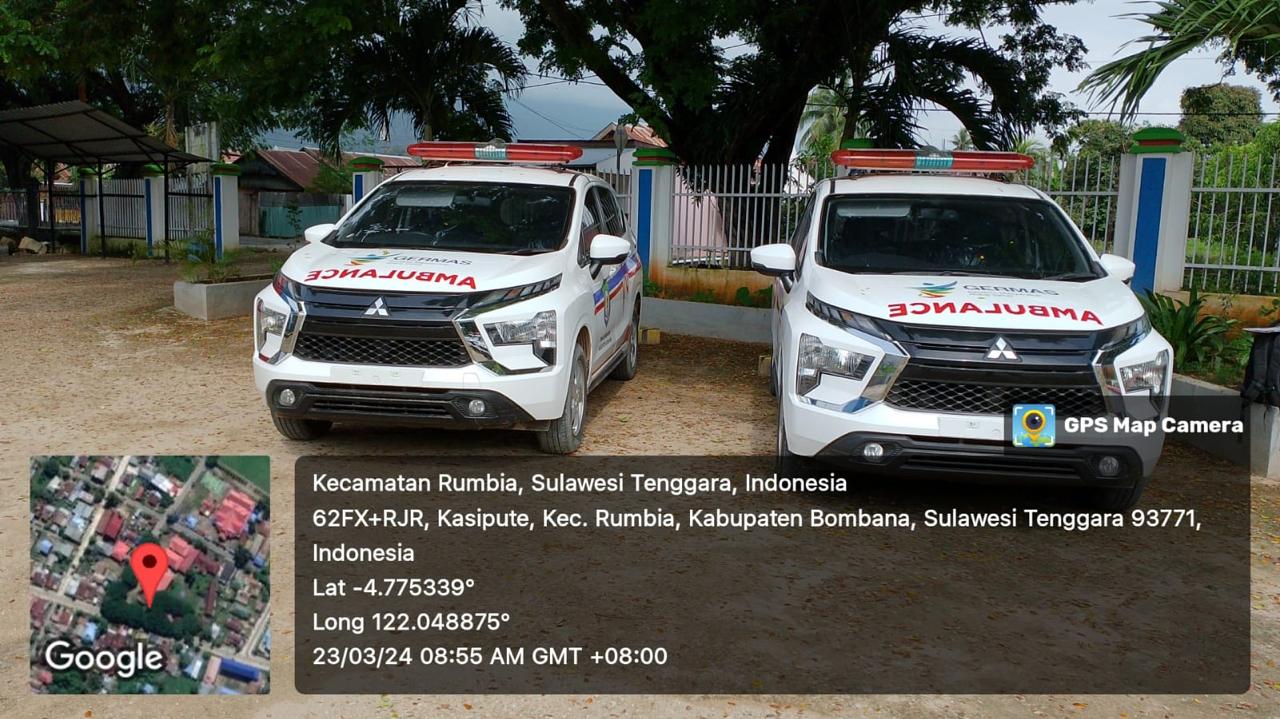 GERMAS
AMBULANCE
GERMAS
AMBULANCE
GPS Map Camera
Kecamatan Rumbia, Sulawesi Tenggara, Indonesia
62FX+RJR, Kasipute, Kec. Rumbia, Kabupaten Bombana, Sulawesi Tenggara 93771,
Indonesia
Lat -4.775339°
Long 122.048875°
23/03/24 08:55 AM GMT +08:00
Google